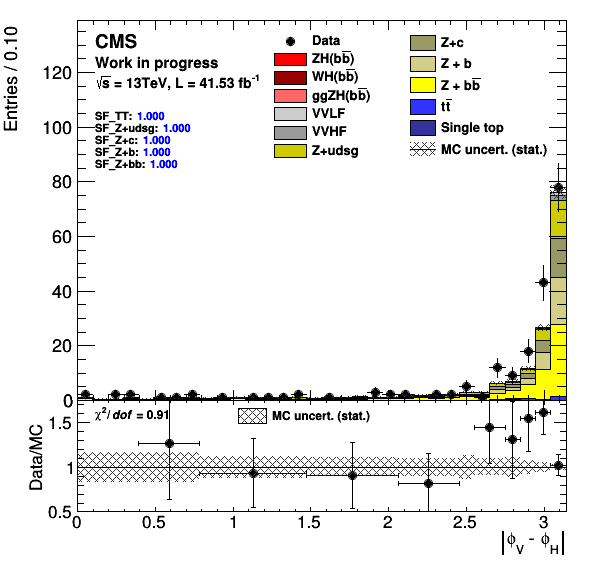 CMS
Work in progress
√s = 13TeV, L = 41.53 fb⁻¹
SF_TT: 1.000
SF_Z+udsg: 1.000
SF_Z+c: 1.000
SF_Z+b: 1.000
SF_Z+bb: 1.000
Data
ZH(bb̅)
WH(bb̅)
ggZH(bb̅)
VVLF
VVHF
Z+udsg
Z+c
Z + b
Z + bb̅
tt̅
Single top
MC uncert. (stat.)
Entries / 0.10
120
100
80
60
40
20
0
χ²/ dof = 0.91
MC uncert. (stat.)
Data/MC
1.5
1
0.5
0 0.5 1 1.5 2 2.5 3
|ϕV - ϕH|